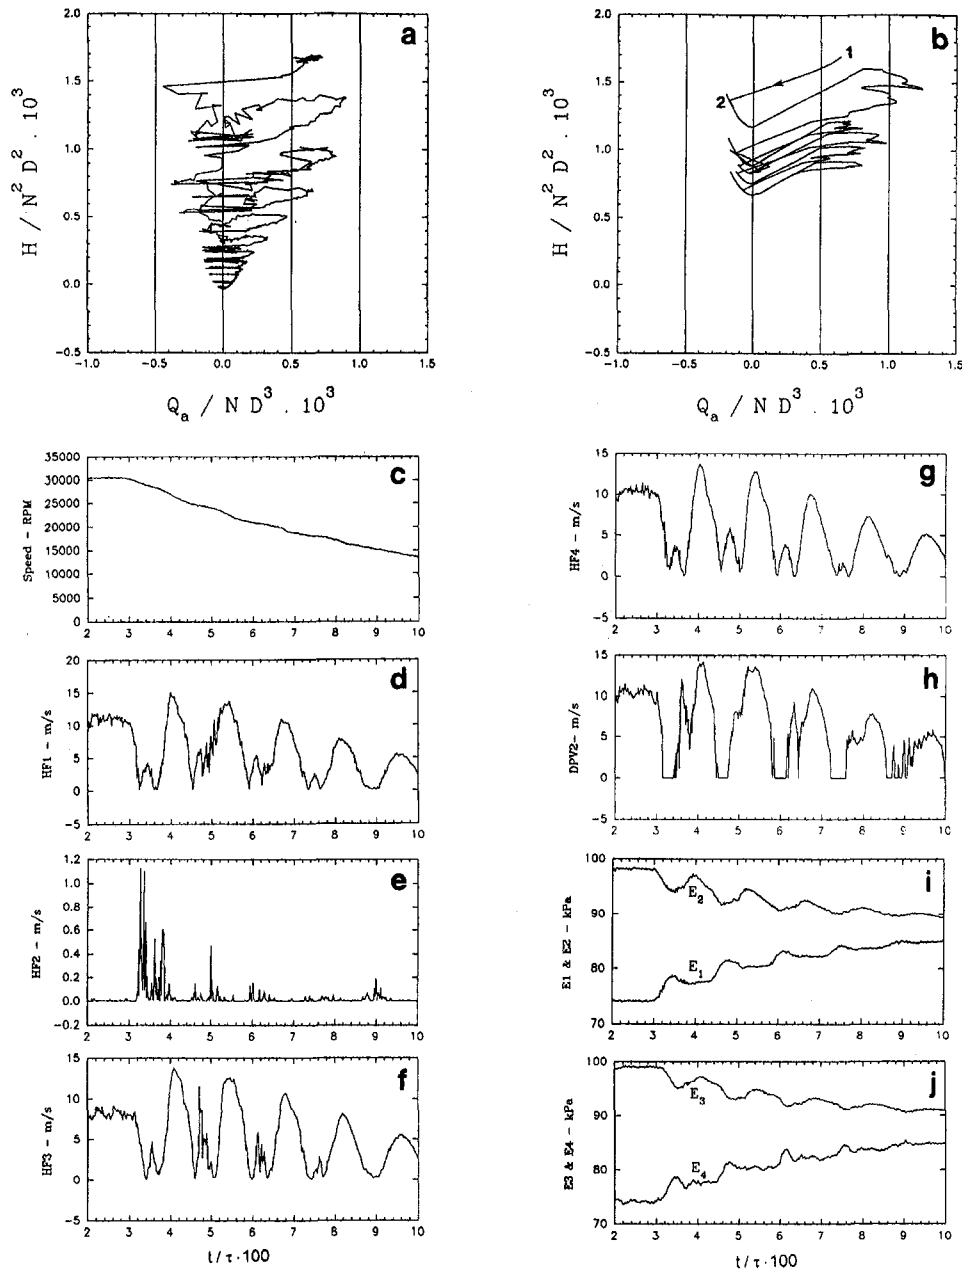 a
2.0
1.5
1.0
0.5
0.0
-0.5
-1.0 -0.5 0.0 0.5 1.0 1.5
H / N² D² . 10³
Qa / N D³ . 10³
b
1
2
2.0
1.5
1.0
0.5
0.0
-0.5
-1.0 -0.5 0.0 0.5 1.0 1.5
H / N² D² . 10³
Qa / N D³ . 10³
c
35000
30000
25000
20000
15000
10000
5000
0
Speed - RPM
2 3 4 5 6 7 8 9 10
d
20
15
10
5
0
-5
HF1 - m/s
2 3 4 5 6 7 8 9 10
e
1.2
1.0
0.8
0.6
0.4
0.2
0.0
-0.2
HF2 - m/s
2 3 4 5 6 7 8 9 10
f
15
10
5
0
-5
HF3 - m/s
2 3 4 5 6 7 8 9 10
t/τ·100
g
15
10
5
0
-5
HF4 - m/s
2 3 4 5 6 7 8 9 10
h
15
10
5
0
-5
DPV2- m/s
2 3 4 5 6 7 8 9 10
i
100
90
80
70
E1 & E2 - kPa
E₂
E₁
2 3 4 5 6 7 8 9 10
j
100
90
80
70
E3 & E4 - kPa
E₃
E₄
2 3 4 5 6 7 8 9 10
t/τ·100